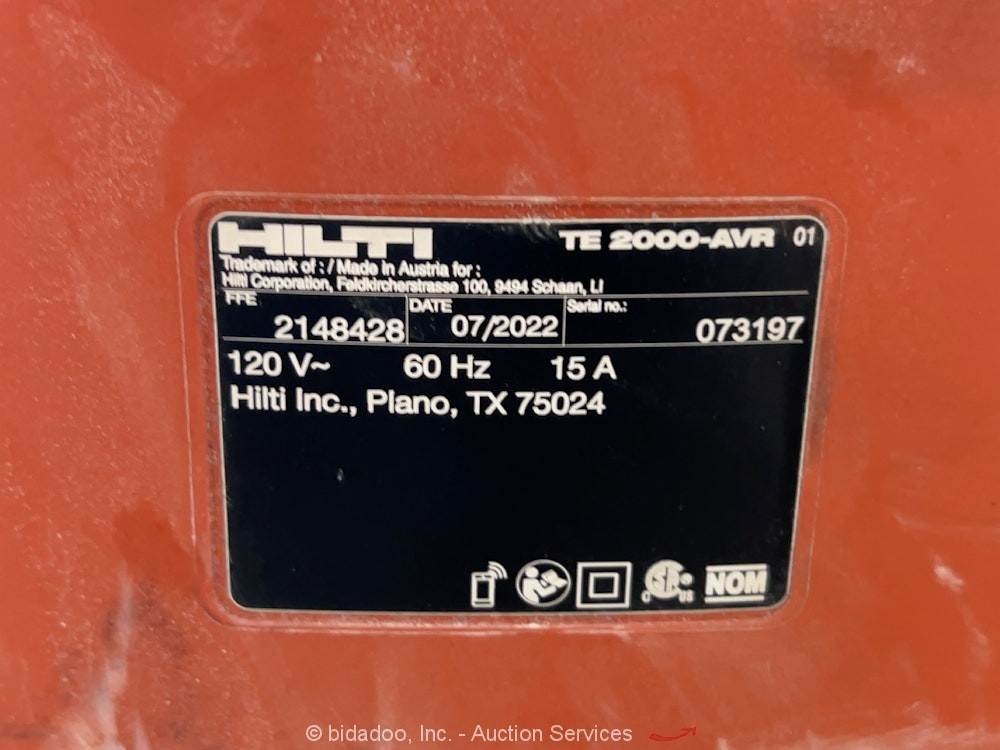 HILTI TE 2000-AVR 01
Trademark of : / Made in Austria for :
Hilti Corporation, Feldkircherstrasse 100, 9494 Schaan, LI
FFE DATE Serial no.:
2148428 07/2022 073197
120 V~ 60 Hz 15 A
Hilti Inc., Plano, TX 75024
C SA ® US NOM
© bidadoo, Inc. - Auction Services